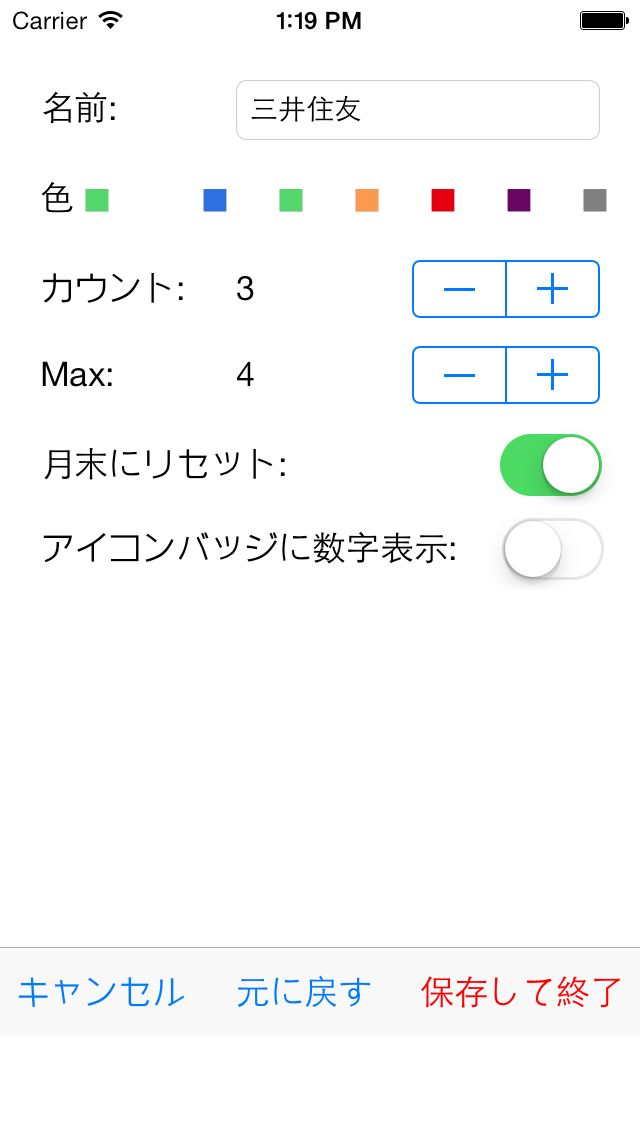 Carrier 1:19 PM
名前: 三井住友
色
カウント: 3
Max: 4
月末にリセット:
アイコンバッジに数字表示:
キャンセル 元に戻す 保存して終了